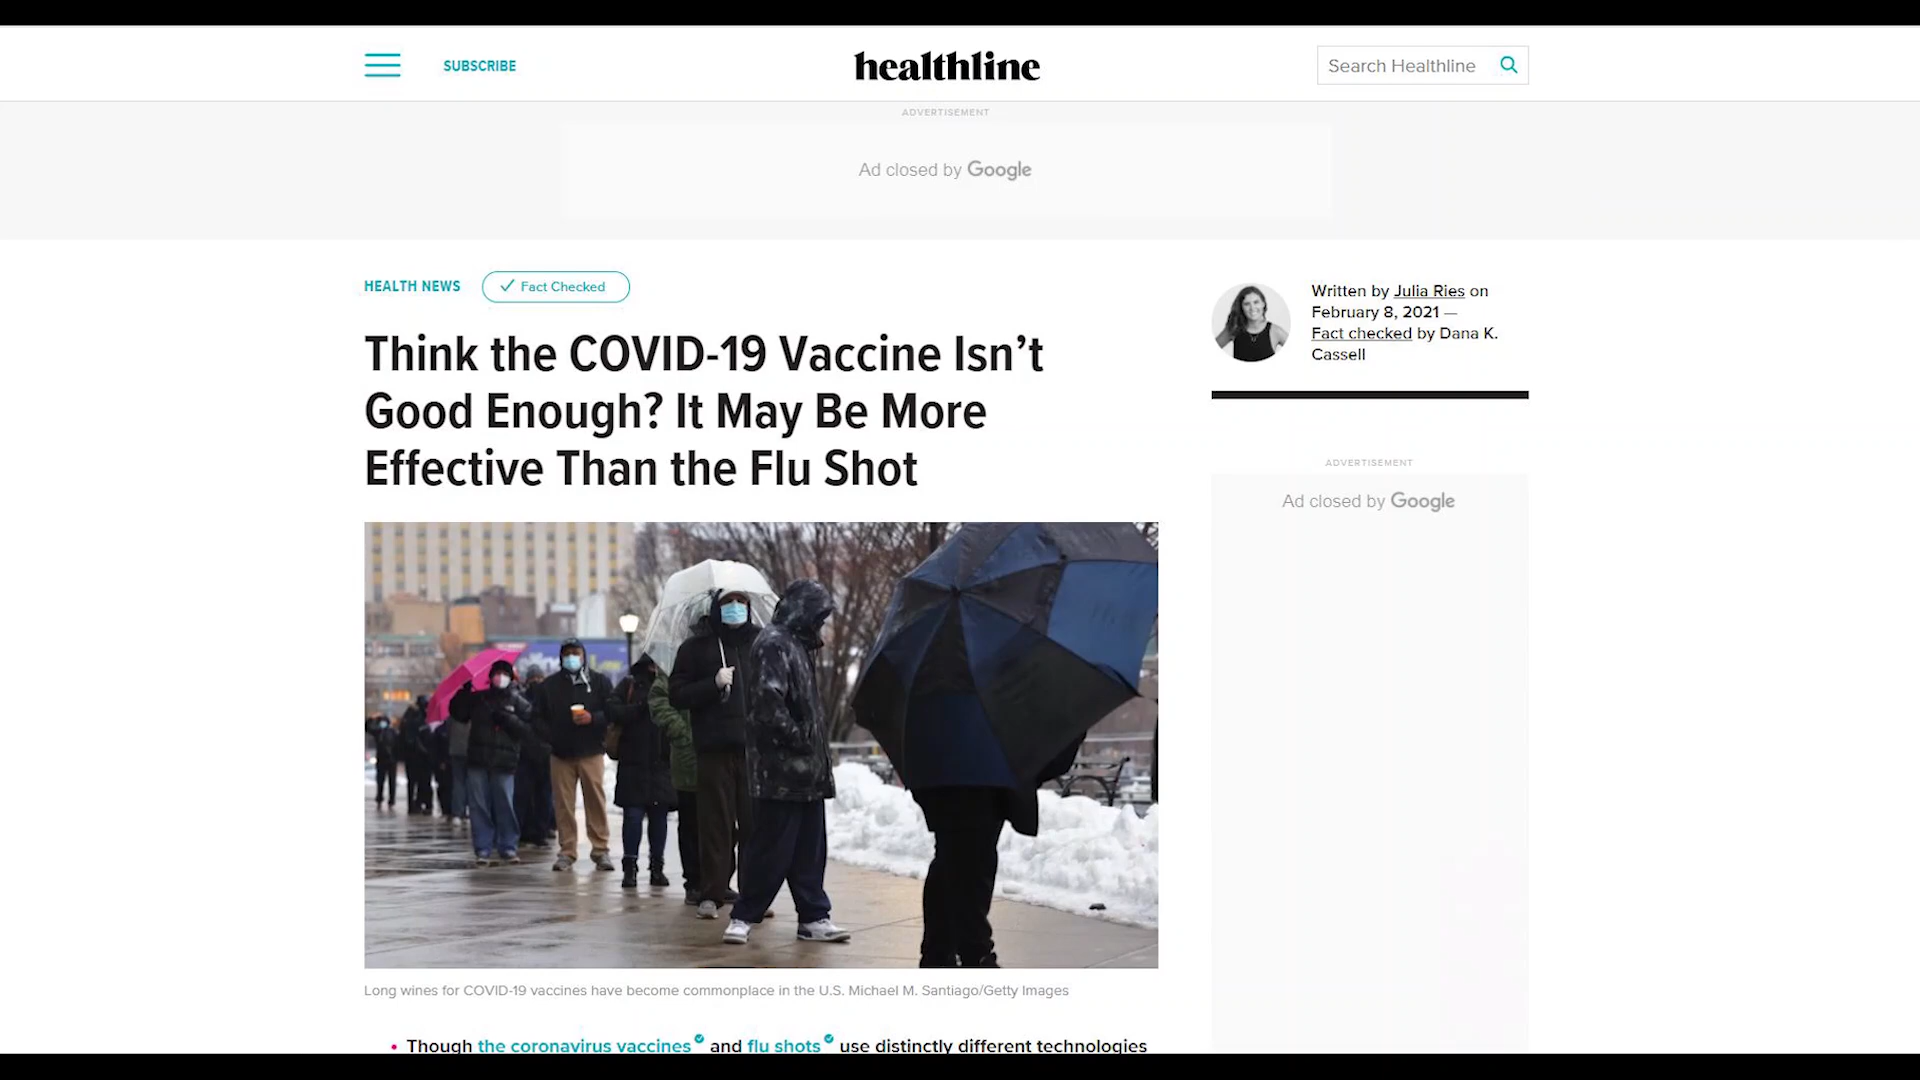 SUBSCRIBE
healthline
Search Healthline
ADVERTISEMENT
Ad closed by Google
HEALTH NEWS
Fact Checked
Think the COVID-19 Vaccine Isn’t
Good Enough? It May Be More
Effective Than the Flu Shot
Written by Julia Ries on
February 8, 2021 —
Fact checked by Dana K.
Cassell
ADVERTISEMENT
Ad closed by Google
Long wines for COVID-19 vaccines have become commonplace in the U.S. Michael M. Santiago/Getty Images
• Though the coronavirus vaccines and flu shots use distinctly different technologies